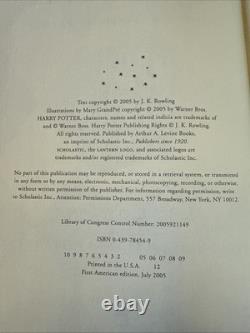 Text copyright © 2005 by J. K. Rowling
Illustrations by Mary GrandPré copyright © 2005 by Warner Bros.
HARRY POTTER, characters, names and related indicia are trademarks of
and © Warner Bros. Harry Potter Publishing Rights © J. K. Rowling.
All rights reserved. Published by Arthur A. Levine Books,
an imprint of Scholastic Inc., Publishers since 1920.
SCHOLASTIC, the LANTERN LOGO, and associated logos are
trademarks and/or registered trademarks of Scholastic Inc.
No part of this publication may be reproduced, or stored in a retrieval system, or transmitted
in any form or by any means, electronic, mechanical, photocopying, recording, or otherwise,
without written permission of the publisher. For information regarding permission, write
to Scholastic Inc., Attention: Permissions Department, 557 Broadway, New York, NY 10012.
Library of Congress Control Number: 2005921149
ISBN 0-439-78454-9
10 9 8 7 6 5 4 3 2 05 06 07 08 09
Printed in the U.S.A. 12
First American edition, July 2005